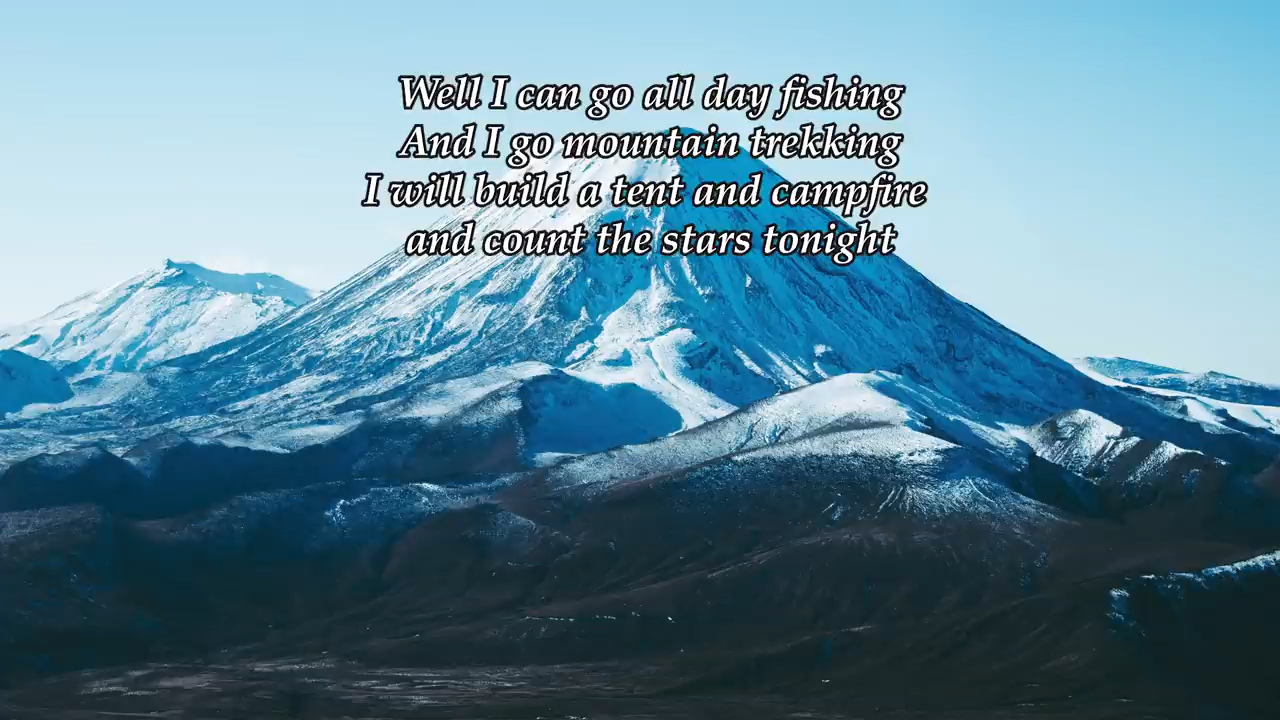 Well I can go all day fishing
And I go mountain trekking
I will build a tent and campfire
and count the stars tonight